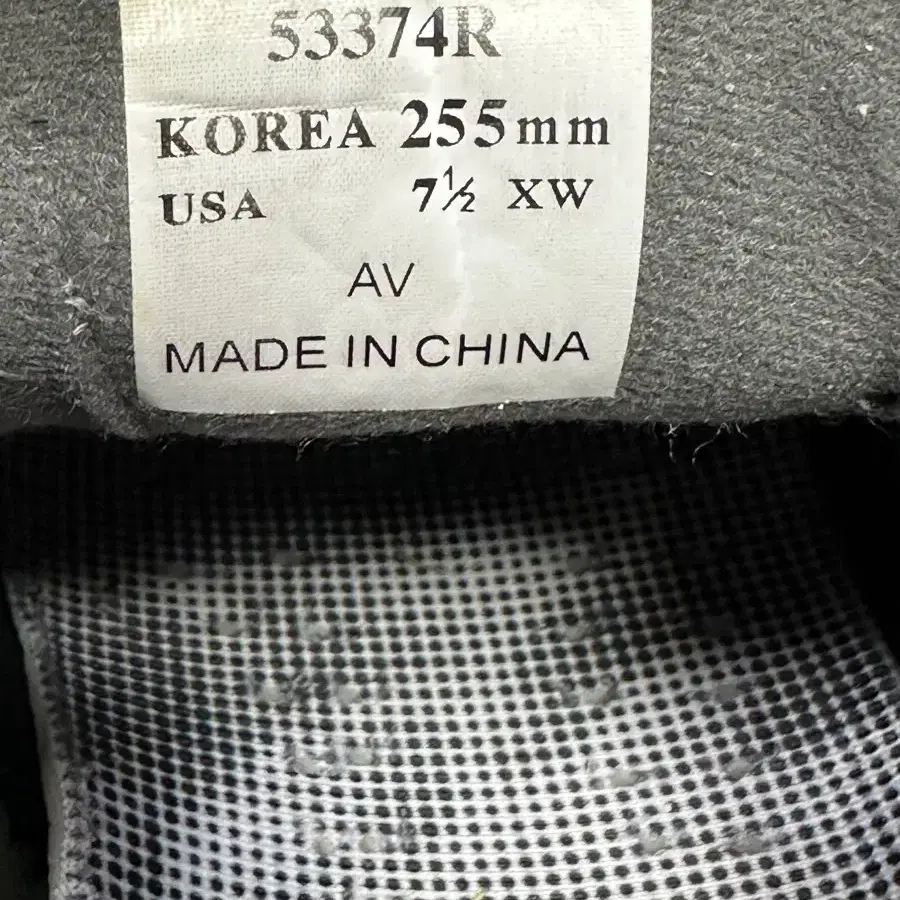 53374R
KOREA 255mm
USA 7½ XW
AV
MADE IN CHINA